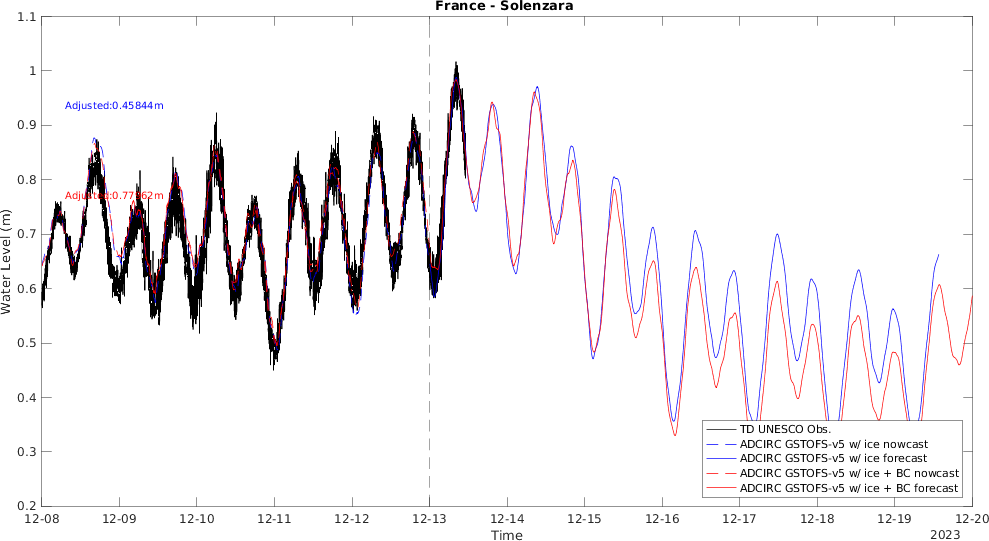 France - Solenzara
1.1
1
0.9
0.8
0.7
0.6
0.5
0.4
0.3
0.2
Water Level (m)
Adjusted:0.45844m
Adjusted:0.77962m
TD UNESCO Obs.
ADCIRC GSTOFS-v5 w/ ice nowcast
ADCIRC GSTOFS-v5 w/ ice forecast
ADCIRC GSTOFS-v5 w/ ice + BC nowcast
ADCIRC GSTOFS-v5 w/ ice + BC forecast
12-08 12-09 12-10 12-11 12-12 12-13 12-14 12-15 12-16 12-17 12-18 12-19 12-20
Time
2023